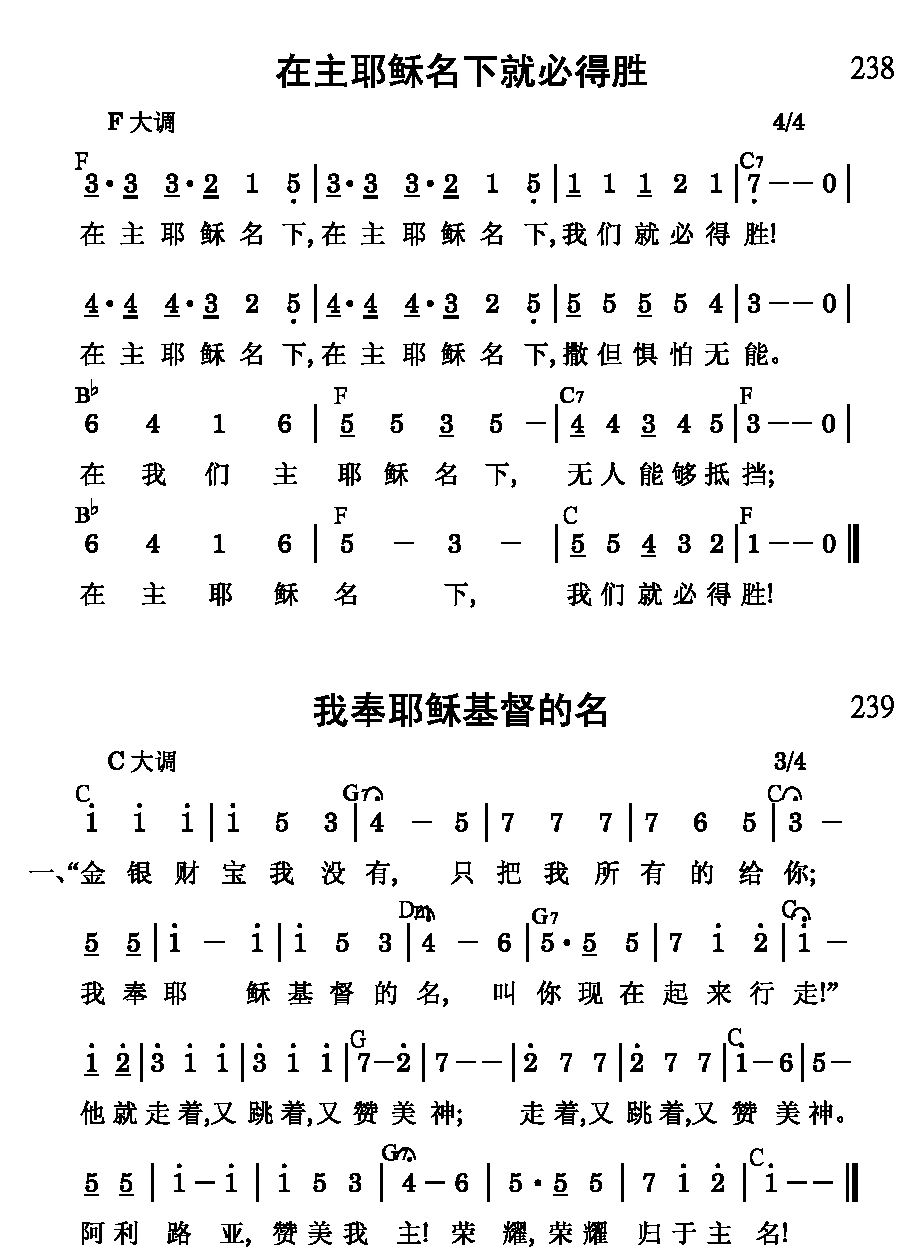 在主耶稣名下就必得胜 238
F大调 4/4
F C7
3·3 3·2 1 5|3·3 3·2 1 5|1 1 1 2 1|7--0|
在主耶稣名下,在主耶稣名下,我们就必得胜!
4·4 4·3 2 5|4·4 4·3 2 5|5 5 5 5 4|3--0|
在主耶稣名下,在主耶稣名下,撒但惧怕无能。
B♭ F C7 F
6 4 1 6|5 5 3 5 -|4 4 3 4 5|3--0|
在我们主耶稣名下,无人能够抵挡;
B♭ F C F
6 4 1 6|5 - 3 -|5 5 4 3 2|1--0‖
在主耶稣名下,我们就必得胜!
我奉耶稣基督的名 239
C大调 3/4
C G7 C
1 1 1|1 5 3|4 - 5|7 7 7|7 6 5|3 -
一、“金银财宝我没有,只把我所有的给你;
Dm G7 C
5 5|1 - 1|1 5 3|4 - 6|5·5 5|7 1 2|1 -
我奉耶稣基督的名,叫你现在起来行走!”
G C
1 2|3 1 1|3 1 1|7-2|7--|2 7 7|2 7 7|1-6|5-
他就走着,又跳着,又赞美神;走着,又跳着,又赞美神。
G7 C
5 5|1-1|1 5 3|4-6|5·5 5|7 1 2|1--‖
阿利路亚,赞美我主!荣耀,荣耀归于主名!